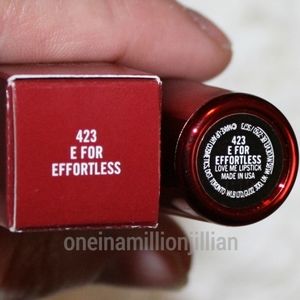 423
E FOR
EFFORTLESS
423
E FOR
EFFORTLESS
LOVE ME LIPSTICK
MADE IN USA
oneinamillionjillian